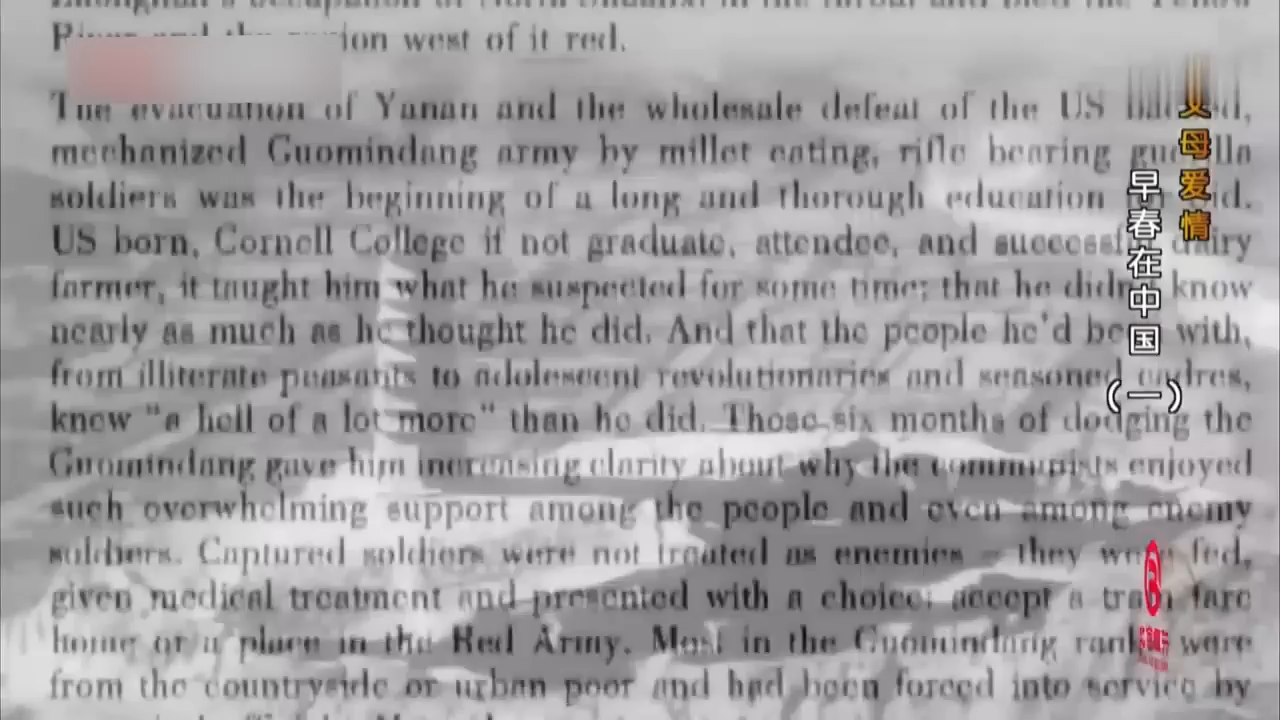 River and the region west of it red.
The evacuation of Yanan and the wholesale defeat of the US backed,
mechanized Guomindang army by millet eating, rifle bearing guerilla
soldiers was the beginning of a long and thorough education
US born, Cornell College if not graduate, attendee, and successful dairy
farmer, it taught him what he suspected for some time: that he didn't know
nearly as much as he thought he did. And that the people he'd been with,
from illiterate peasants to adolescent revolutionaries and seasoned cadres,
knew "a hell of a lot more" than he did. Those six months of dodging the
Guomindang gave him increasing clarity about why the communists enjoyed
such overwhelming support among the people and even among enemy
soldiers. Captured soldiers were not treated as enemies – they were fed,
given medical treatment and presented with a choice: accept a train fare
home or a place in the Red Army. Most in the Guomindang ranks were
from the countryside or urban poor and had been forced into service by
父母爱情
早春在中国
(一)